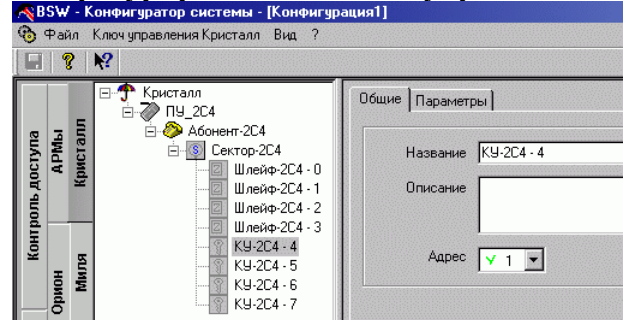 BSW - Конфигуратор системы - [Конфигурация1]
Файл Ключ управления Кристалл Вид ?
Контроль доступа
АРМы
Кристалл
Орион
Миля
Кристалл
ПУ_2С4
Абонент-2С4
Сектор-2С4
Шлейф-2С4 - 0
Шлейф-2С4 - 1
Шлейф-2С4 - 2
Шлейф-2С4 - 3
КУ-2С4 - 4
КУ-2С4 - 5
КУ-2С4 - 6
КУ-2С4 - 7
Общие Параметры
Название КУ-2С4 - 4
Описание
Адрес 1